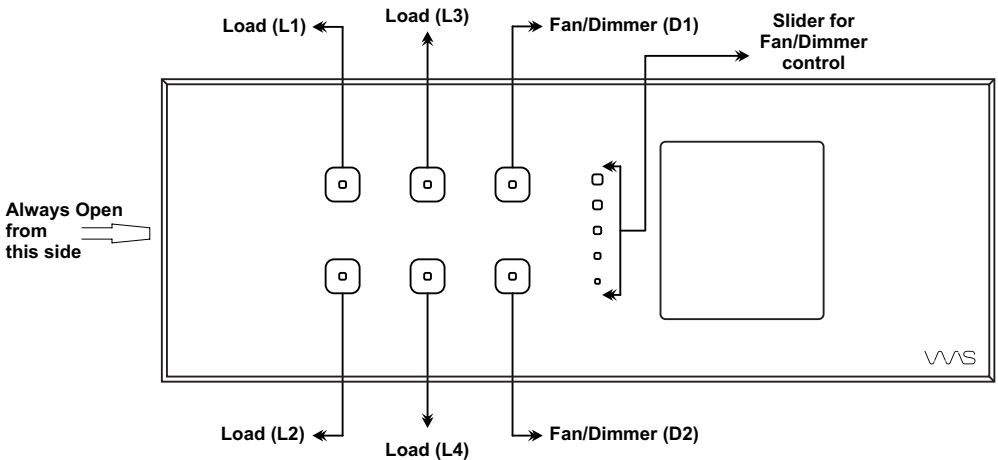 Load (L1)
Load (L3)
Fan/Dimmer (D1)
Slider for
Fan/Dimmer
control
Always Open
from
this side
Load (L2)
Load (L4)
Fan/Dimmer (D2)